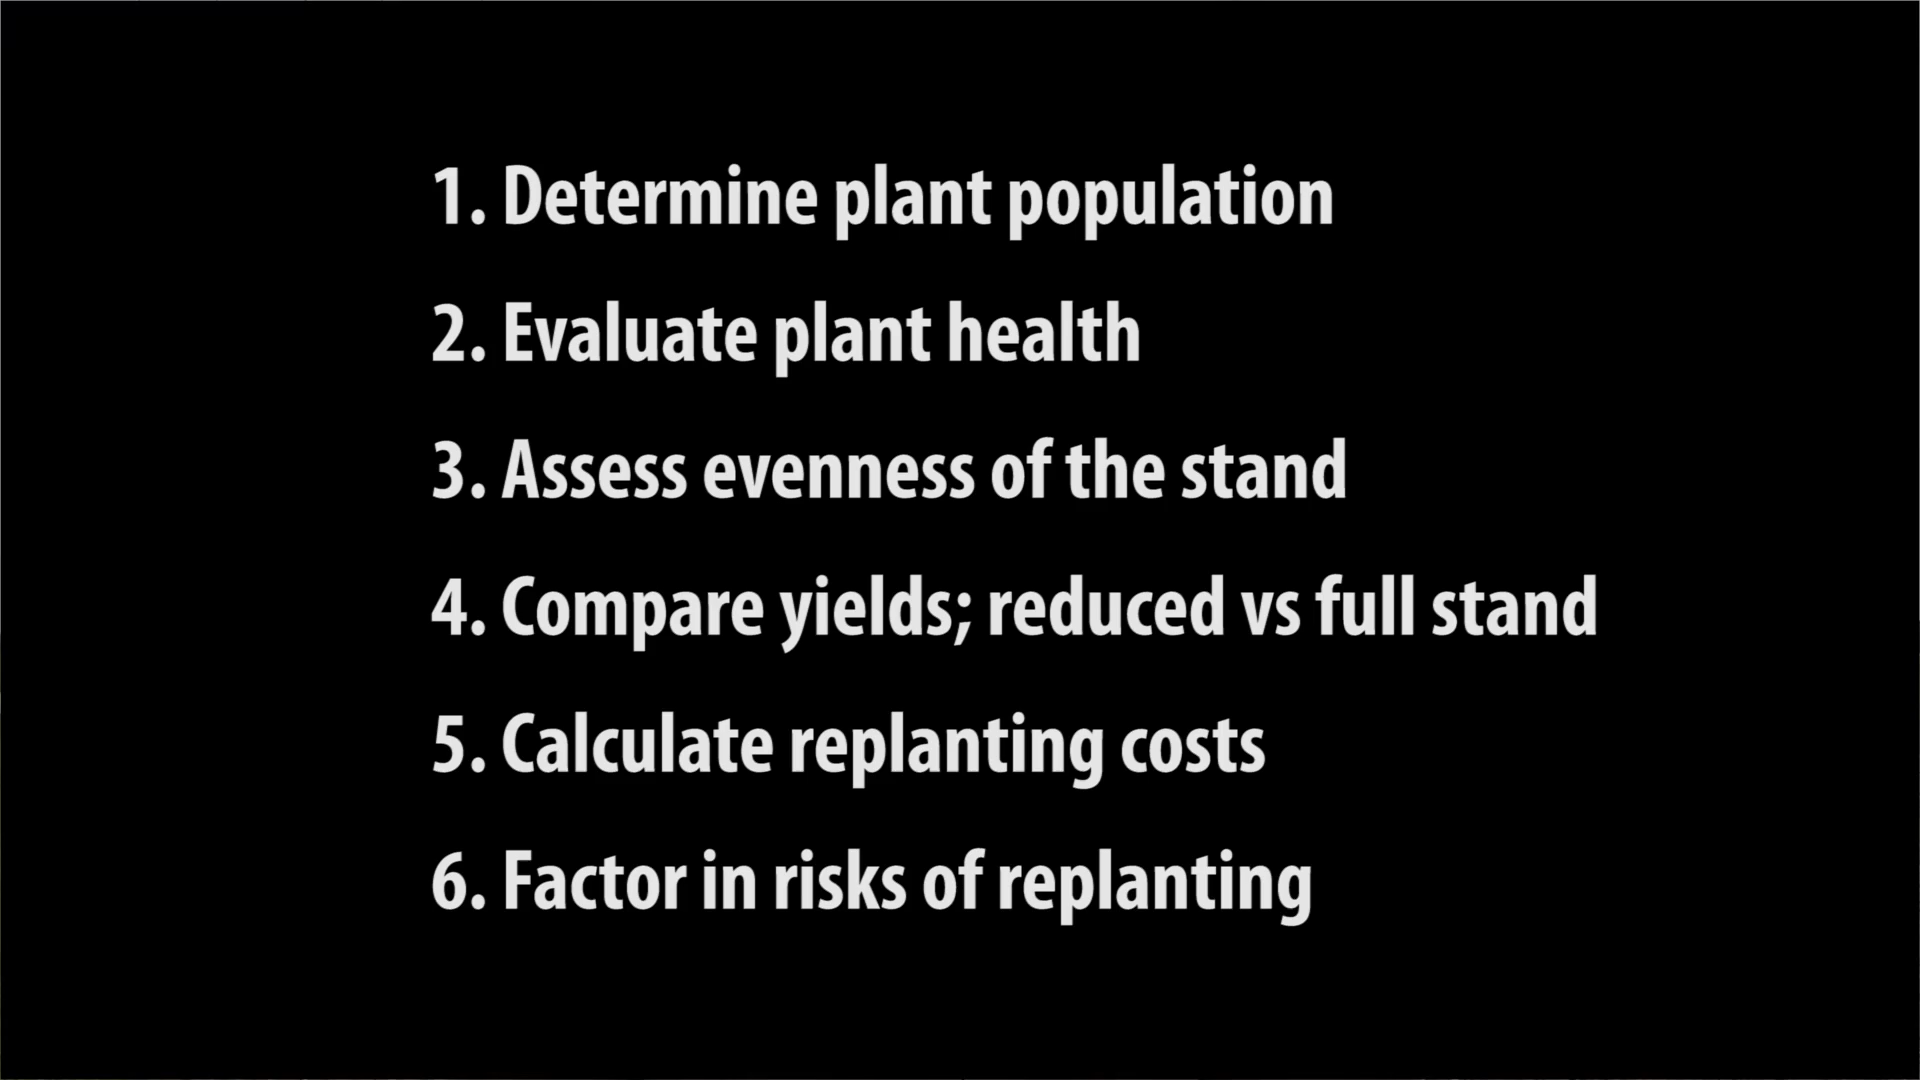 1. Determine plant population
2. Evaluate plant health
3. Assess evenness of the stand
4. Compare yields; reduced vs full stand
5. Calculate replanting costs
6. Factor in risks of replanting